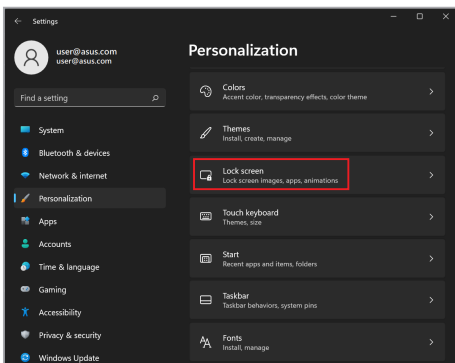 Settings
user@asus.com
user@asus.com
Find a setting
System
Bluetooth & devices
Network & internet
Personalization
Apps
Accounts
Time & language
Gaming
Accessibility
Privacy & security
Windows Update
Personalization
Colors
Accent color, transparency effects, color theme
Themes
Install, create, manage
Lock screen
Lock screen images, apps, animations
Touch keyboard
Themes, size
Start
Recent apps and items, folders
Taskbar
Taskbar behaviors, system pins
Fonts
Install, manage